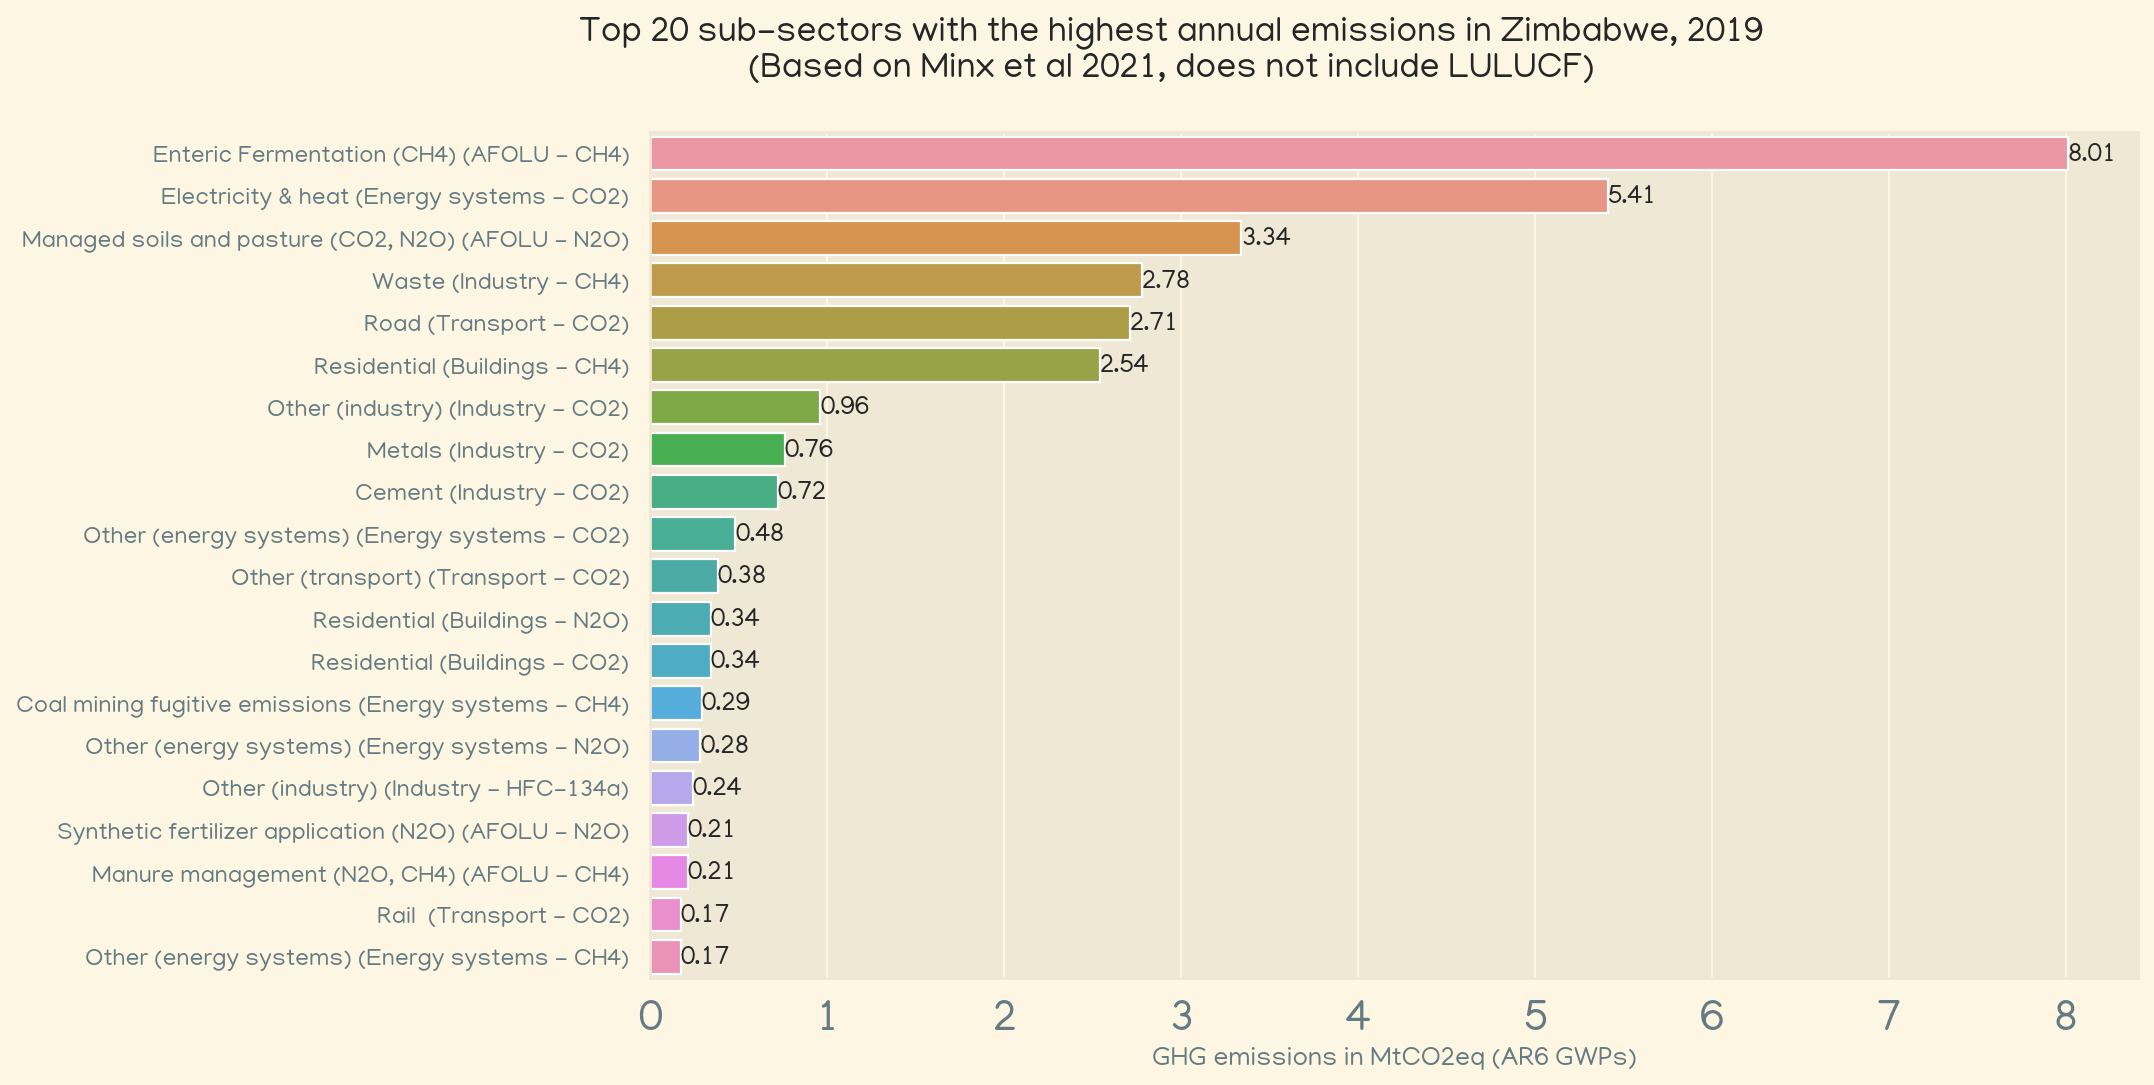 Top 20 sub-sectors with the highest annual emissions in Zimbabwe, 2019
(Based on Minx et al 2021, does not include LULUCF)
Enteric Fermentation (CH4) (AFOLU - CH4) 8.01
Electricity & heat (Energy systems - CO2) 5.41
Managed soils and pasture (CO2, N2O) (AFOLU - N2O) 3.34
Waste (Industry - CH4) 2.78
Road (Transport - CO2) 2.71
Residential (Buildings - CH4) 2.54
Other (industry) (Industry - CO2) 0.96
Metals (Industry - CO2) 0.76
Cement (Industry - CO2) 0.72
Other (energy systems) (Energy systems - CO2) 0.48
Other (transport) (Transport - CO2) 0.38
Residential (Buildings - N2O) 0.34
Residential (Buildings - CO2) 0.34
Coal mining fugitive emissions (Energy systems - CH4) 0.29
Other (energy systems) (Energy systems - N2O) 0.28
Other (industry) (Industry - HFC-134a) 0.24
Synthetic fertilizer application (N2O) (AFOLU - N2O) 0.21
Manure management (N2O, CH4) (AFOLU - CH4) 0.21
Rail (Transport - CO2) 0.17
Other (energy systems) (Energy systems - CH4) 0.17
0 1 2 3 4 5 6 7 8
GHG emissions in MtCO2eq (AR6 GWPs)